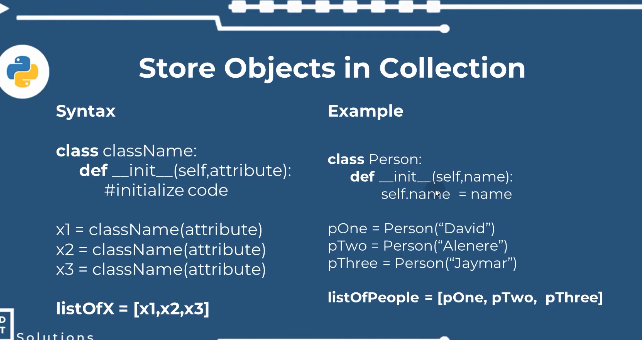 Store Objects in Collection
Syntax
class className:
def __init__(self,attribute):
#initialize code
x1 = className(attribute)
x2 = className(attribute)
x3 = className(attribute)
listOfX = [x1,x2,x3]
Example
class Person:
def __init__(self,name):
self.name = name
pOne = Person(“David”)
pTwo = Person(“Alenere”)
pThree = Person(“Jaymar”)
listOfPeople = [pOne, pTwo, pThree]
D
T
Solutions